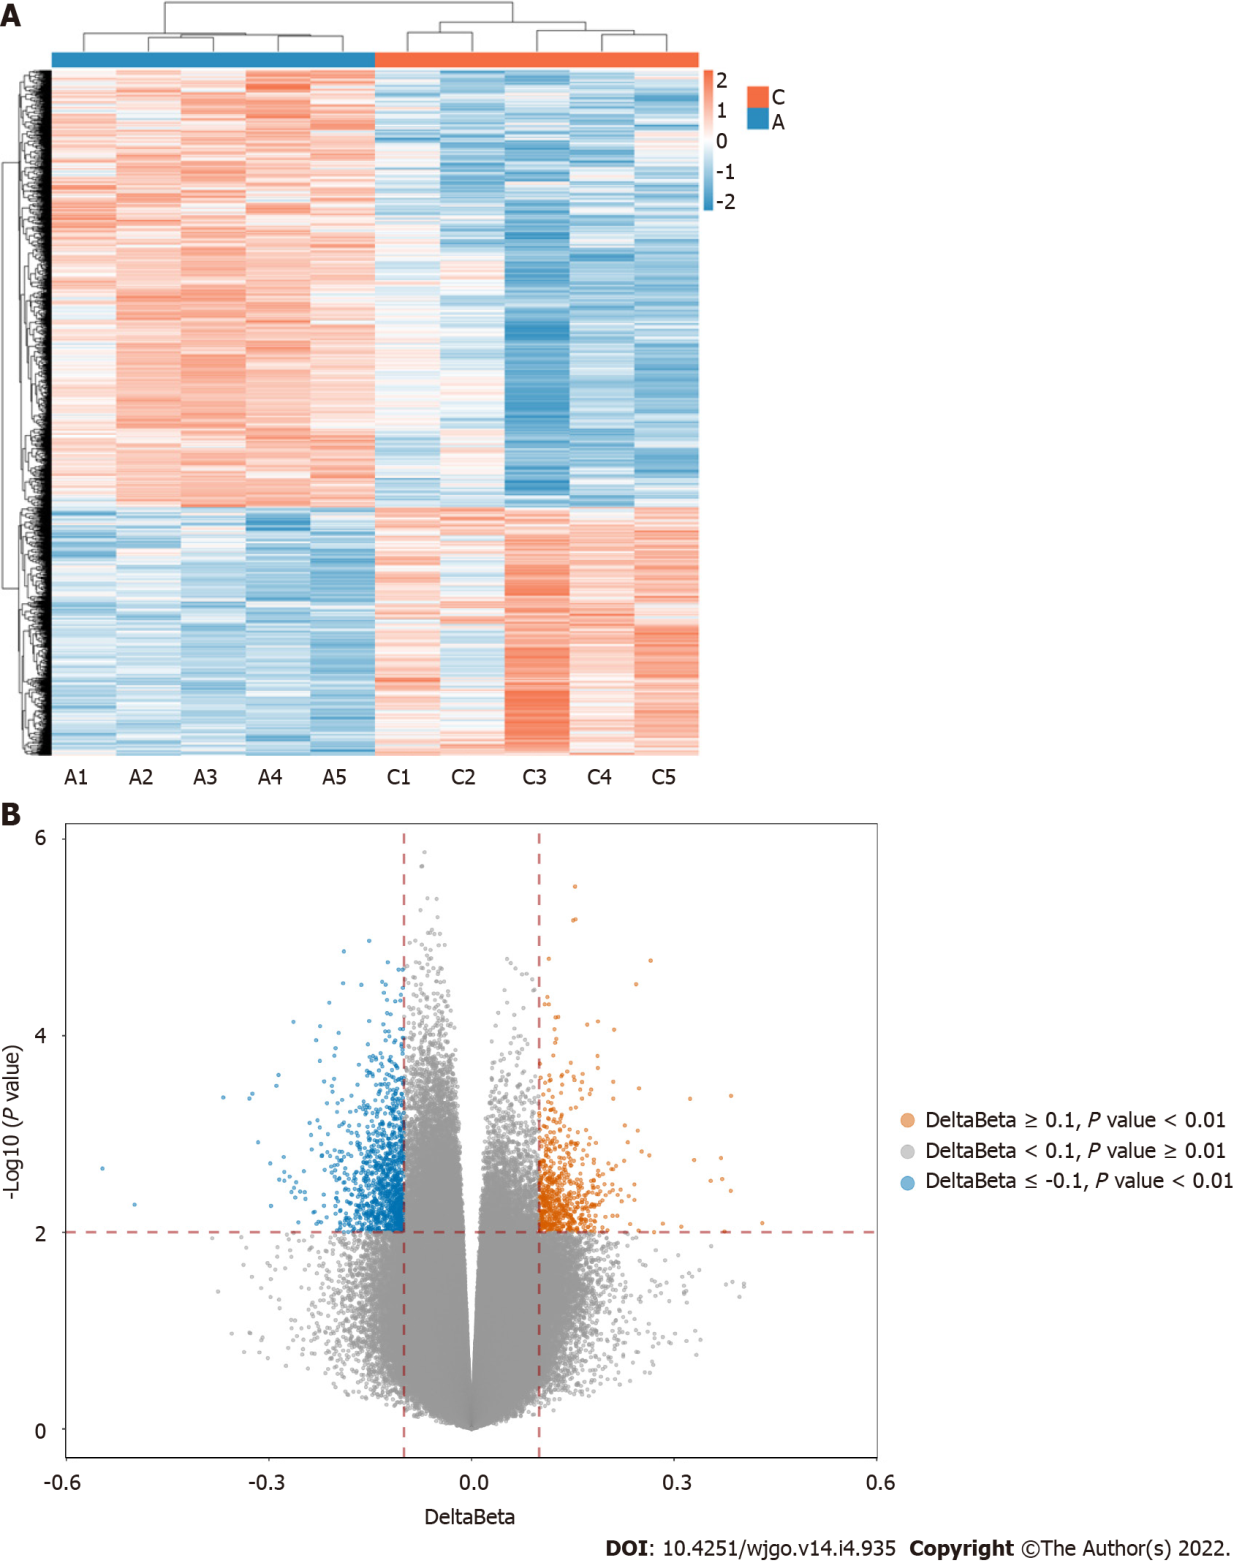 A
2
1
0
-1
-2
C
A
A1 A2 A3 A4 A5 C1 C2 C3 C4 C5
B
6
4
2
0
-Log10 (P value)
-0.6 -0.3 0.0 0.3 0.6
DeltaBeta
DeltaBeta ≥ 0.1, P value < 0.01
DeltaBeta < 0.1, P value ≥ 0.01
DeltaBeta ≤ -0.1, P value < 0.01
DOI: 10.4251/wjgo.v14.i4.935 Copyright ©The Author(s) 2022.